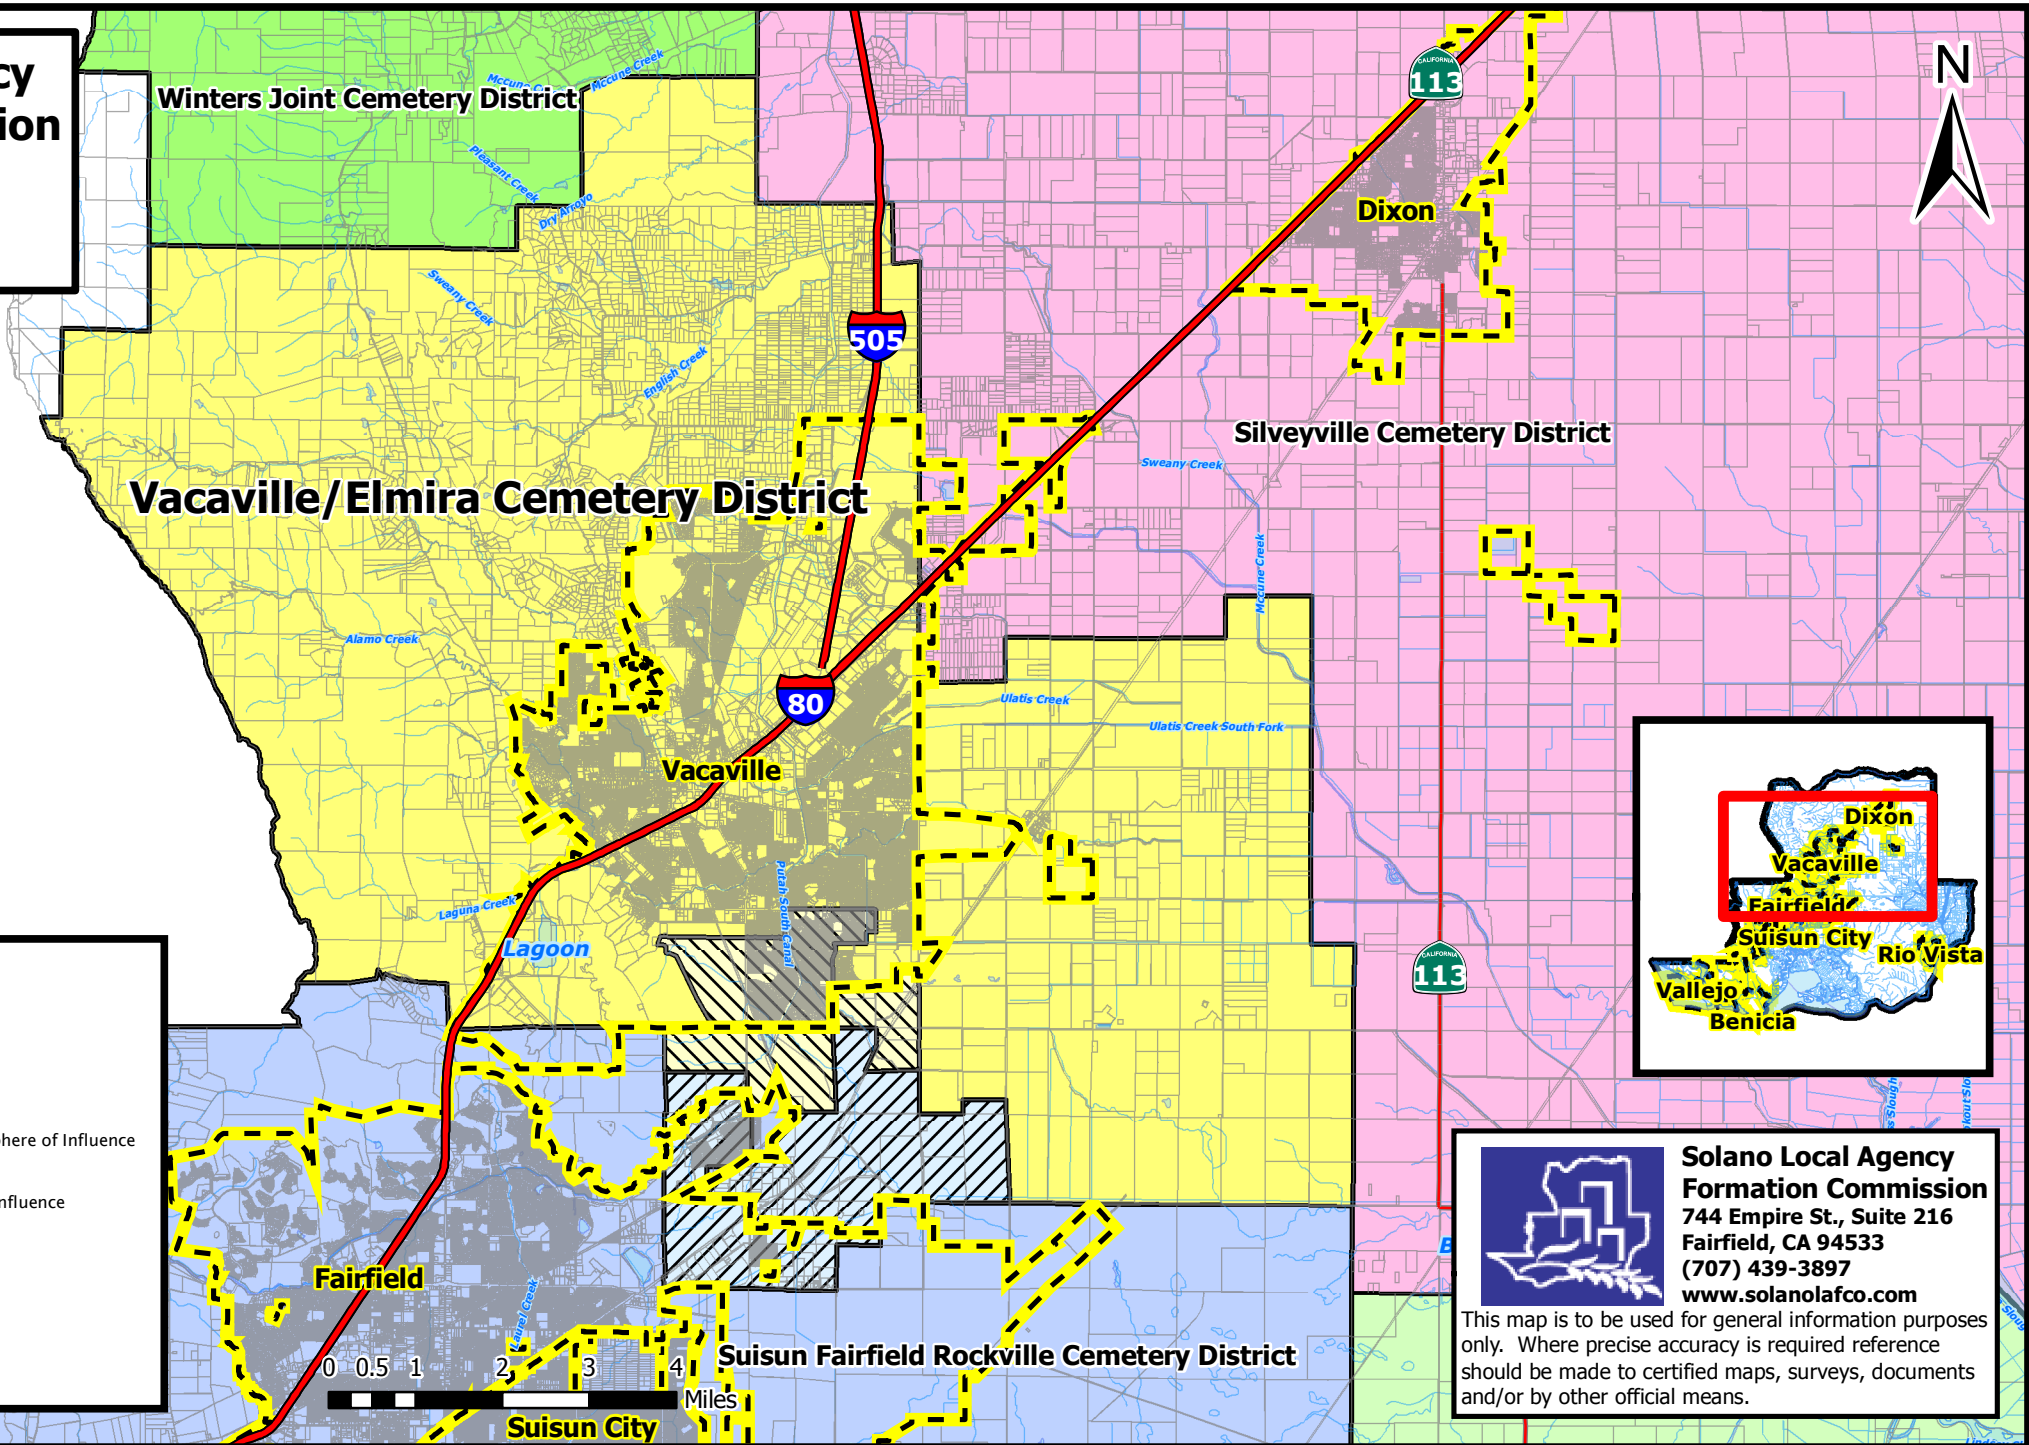 cy
ion
Winters Joint Cemetery District
Mccune Creek
Mccune Creek
Pleasant Creek
Dry Arroyo
Sweany Creek
English Creek
505
CALIFORNIA
113
N
Dixon
Silveyville Cemetery District
Sweany Creek
Mccune Creek
Vacaville/Elmira Cemetery District
Alamo Creek
80
Ulatis Creek
Ulatis Creek South Fork
Vacaville
Putah South Canal
Laguna Creek
Lagoon
CALIFORNIA
113
Dixon
Vacaville
Fairfield
Suisun City
Rio Vista
Vallejo
Benicia
here of Influence
nfluence
Fairfield
Laurel Creek
0 0.5 1 2 3 4
Miles
Suisun City
Suisun Fairfield Rockville Cemetery District
Solano Local Agency
Formation Commission
744 Empire St., Suite 216
Fairfield, CA 94533
(707) 439-3897
www.solanolafco.com
This map is to be used for general information purposes
only. Where precise accuracy is required reference
should be made to certified maps, surveys, documents
and/or by other official means.